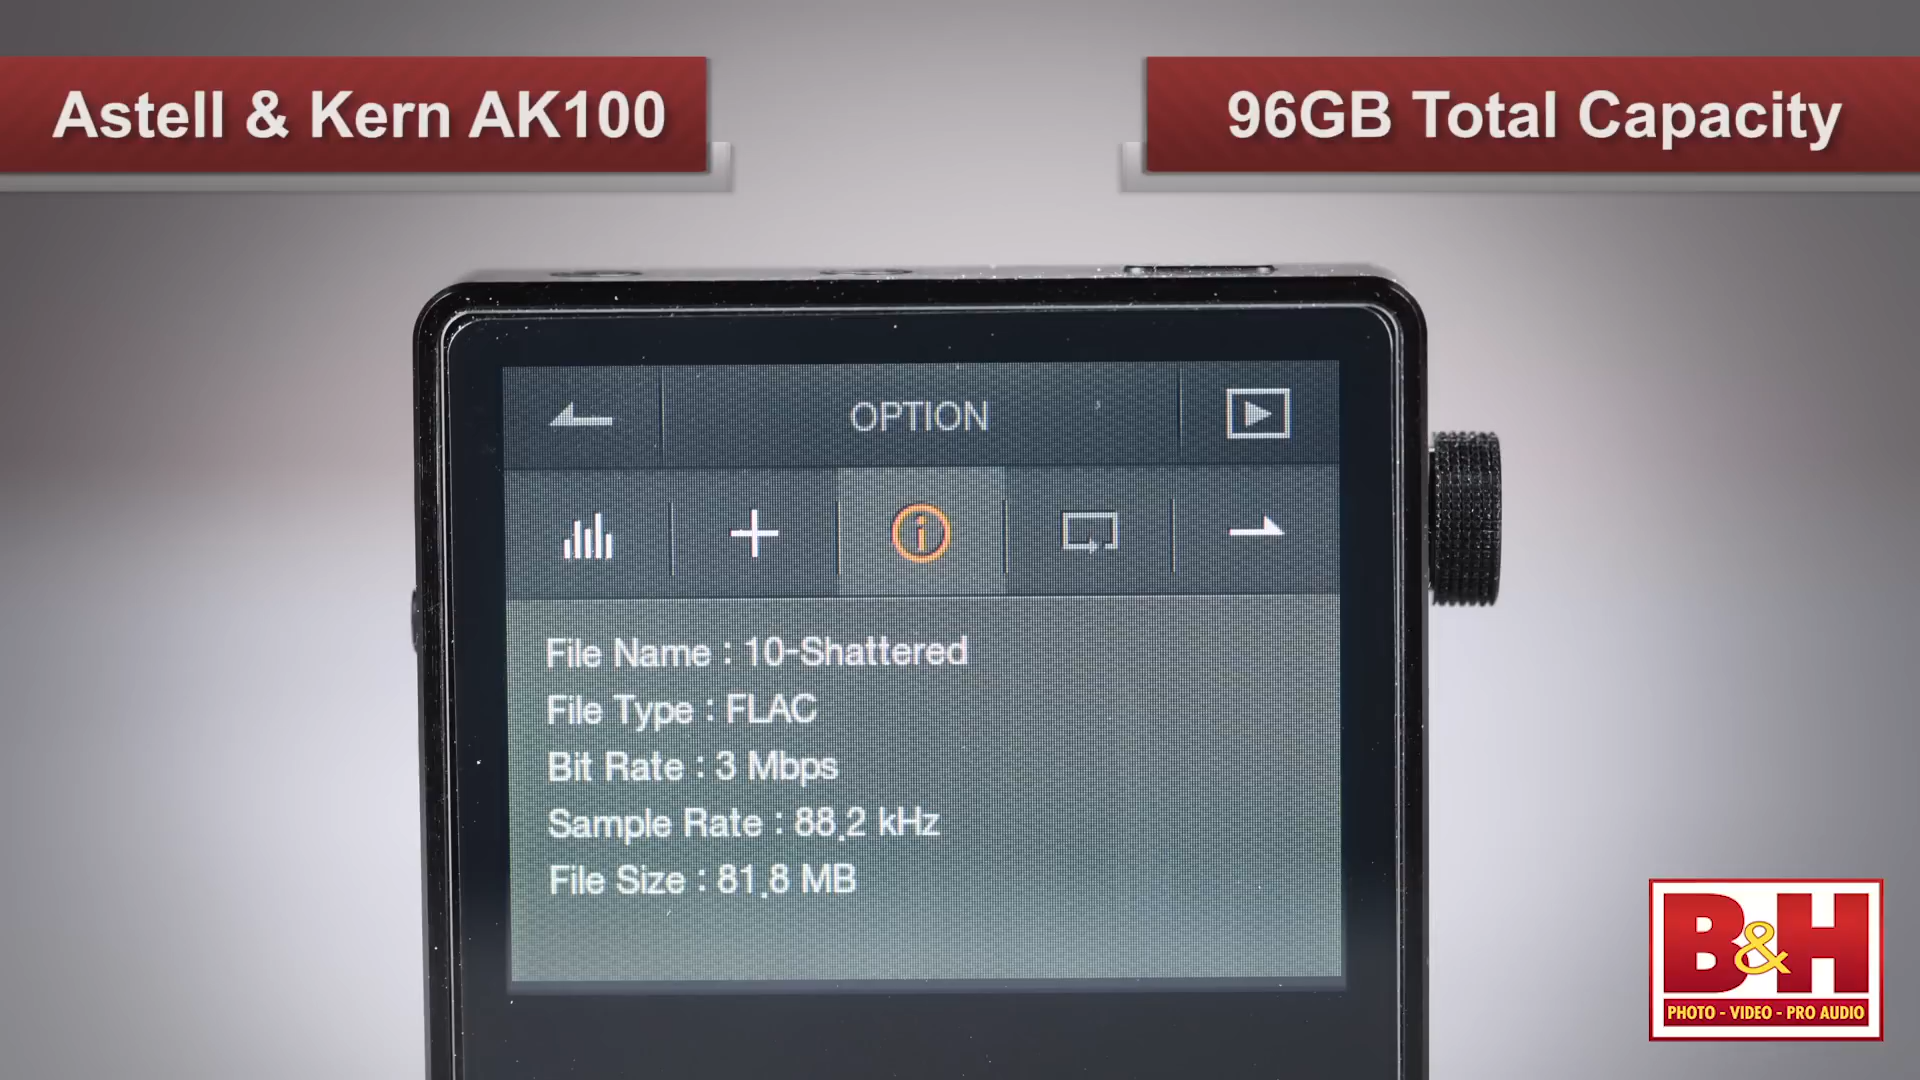 Astell & Kern AK100
96GB Total Capacity
OPTION
File Name : 10-Shattered
File Type : FLAC
Bit Rate : 3 Mbps
Sample Rate : 88.2 kHz
File Size : 81.8 MB
B&H
PHOTO - VIDEO - PRO AUDIO